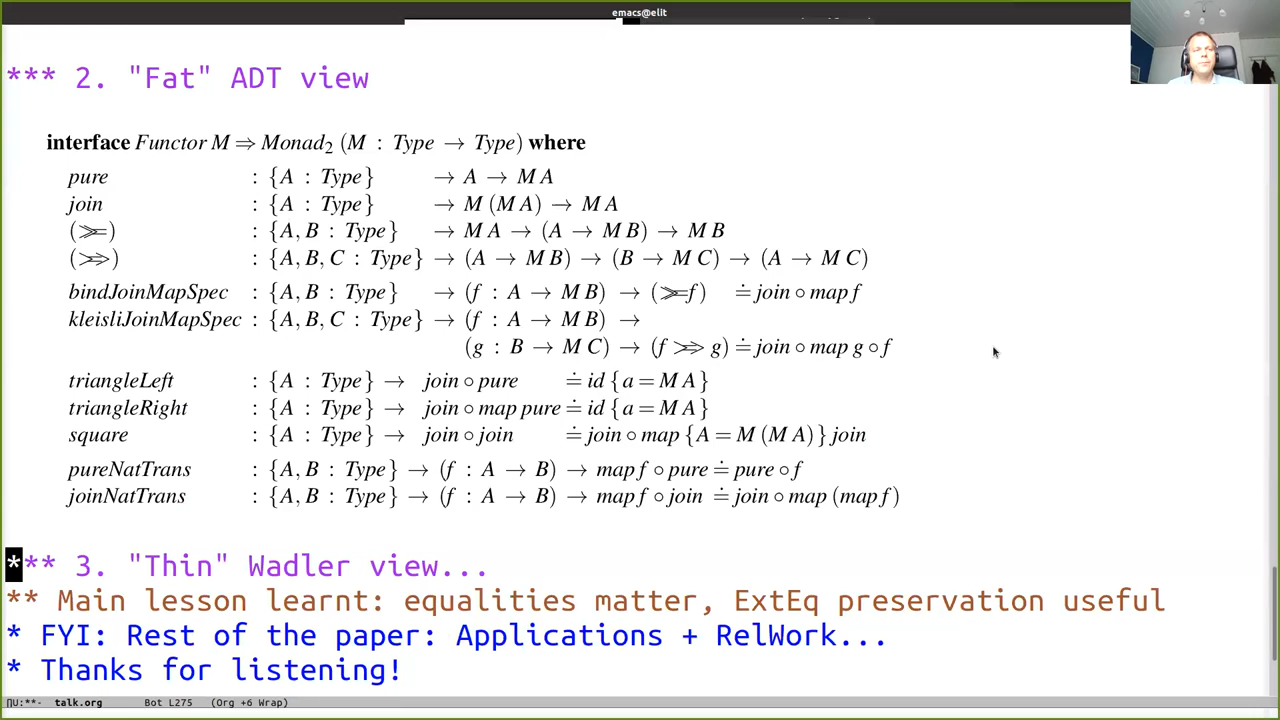 emacs@elit
*** 2. "Fat" ADT view
interface Functor M ⇒ Monad₂ (M : Type → Type) where
pure : {A : Type} → A → M A
join : {A : Type} → M (M A) → M A
(>>=) : {A, B : Type} → M A → (A → M B) → M B
(>=>) : {A, B, C : Type} → (A → M B) → (B → M C) → (A → M C)
bindJoinMapSpec : {A, B : Type} → (f : A → M B) → (>>= f) ≐ join ∘ map f
kleisliJoinMapSpec : {A, B, C : Type} → (f : A → M B) →
(g : B → M C) → (f >=> g) ≐ join ∘ map g ∘ f
triangleLeft : {A : Type} → join ∘ pure ≐ id {a = M A}
triangleRight : {A : Type} → join ∘ map pure ≐ id {a = M A}
square : {A : Type} → join ∘ join ≐ join ∘ map {A = M (M A)} join
pureNatTrans : {A, B : Type} → (f : A → B) → map f ∘ pure ≐ pure ∘ f
joinNatTrans : {A, B : Type} → (f : A → B) → map f ∘ join ≐ join ∘ map (map f)
*** 3. "Thin" Wadler view...
** Main lesson learnt: equalities matter, ExtEq preservation useful
* FYI: Rest of the paper: Applications + RelWork...
* Thanks for listening!
U:**- talk.org Bot L275 (Org +6 Wrap)